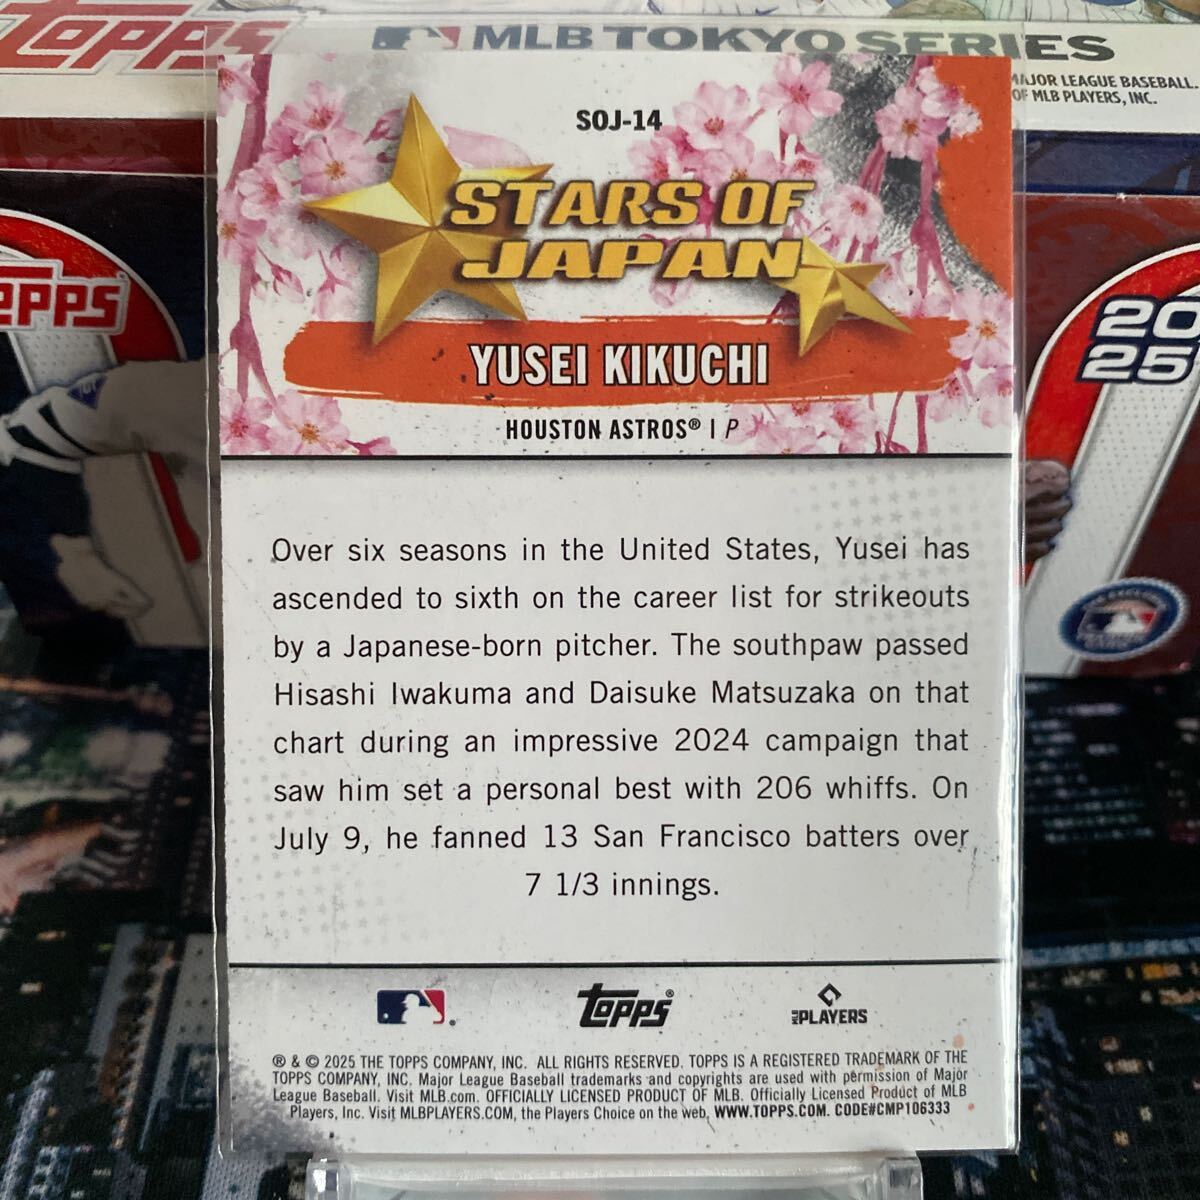 Topps
MLB TOKYO SERIES
MAJOR LEAGUE BASEBALL.
OF MLB PLAYERS, INC.
SOJ-14
STARS OF
JAPAN
YUSEI KIKUCHI
HOUSTON ASTROS® | P
20
25
Over six seasons in the United States, Yusei has
ascended to sixth on the career list for strikeouts
by a Japanese-born pitcher. The southpaw passed
Hisashi Iwakuma and Daisuke Matsuzaka on that
chart during an impressive 2024 campaign that
saw him set a personal best with 206 whiffs. On
July 9, he fanned 13 San Francisco batters over
7 1/3 innings.
Topps®
MLB PLAYERS
® & © 2025 THE TOPPS COMPANY, INC. ALL RIGHTS RESERVED. TOPPS IS A REGISTERED TRADEMARK OF THE
TOPPS COMPANY, INC. Major League Baseball trademarks and copyrights are used with permission of Major
League Baseball. Visit MLB.com. OFFICIALLY LICENSED PRODUCT OF MLB. Officially Licensed Product of MLB
Players, Inc. Visit MLBPLAYERS.COM, the Players Choice on the web. WWW.TOPPS.COM. CODE#CMP106333